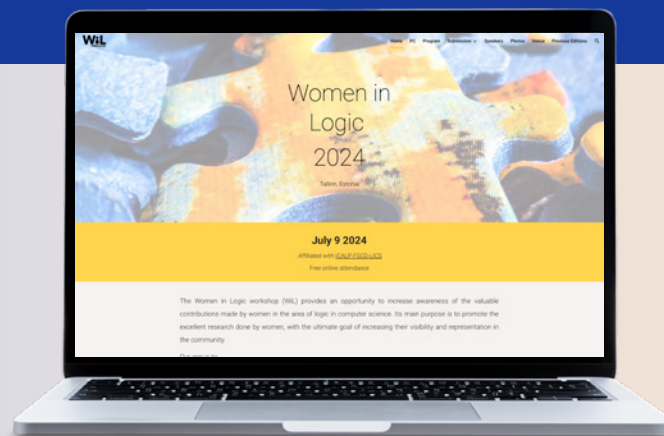 WiL
Home PC Program Submission Speakers Photos Venue Previous Editions
Women in
Logic
2024
Tallinn, Estonia
July 9 2024
Affiliated with ICALP-FSCD-LICS
Free online attendance
The Women in Logic workshop (WiL) provides an opportunity to increase awareness of the valuable
contributions made by women in the area of logic in computer science. Its main purpose is to promote the
excellent research done by women, with the ultimate goal of increasing their visibility and representation in
the community.